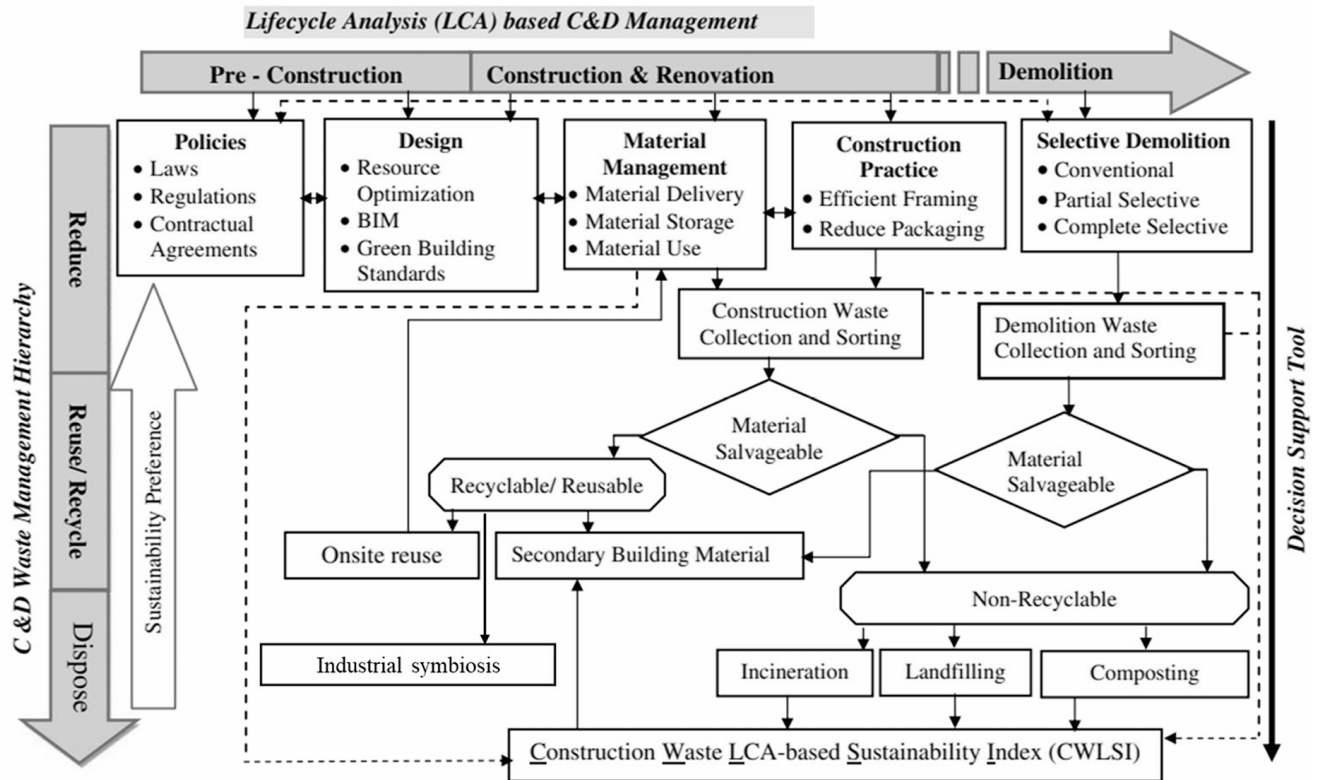 Lifecycle Analysis (LCA) based C&D Management
Pre - Construction
Construction & Renovation
Demolition
C &D Waste Management Hierarchy
Reduce
Reuse/ Recycle
Dispose
Sustainability Preference
Policies
• Laws
• Regulations
• Contractual
Agreements
Design
• Resource
Optimization
• BIM
• Green Building
Standards
Material
Management
• Material Delivery
• Material Storage
• Material Use
Construction
Practice
• Efficient Framing
• Reduce Packaging
Selective Demolition
• Conventional
• Partial Selective
• Complete Selective
Construction Waste
Collection and Sorting
Demolition Waste
Collection and Sorting
Material
Salvageable
Material
Salvageable
Recyclable/ Reusable
Onsite reuse
Secondary Building Material
Non-Recyclable
Industrial symbiosis
Incineration
Landfilling
Composting
Construction Waste LCA-based Sustainability Index (CWLSI)
Decision Support Tool